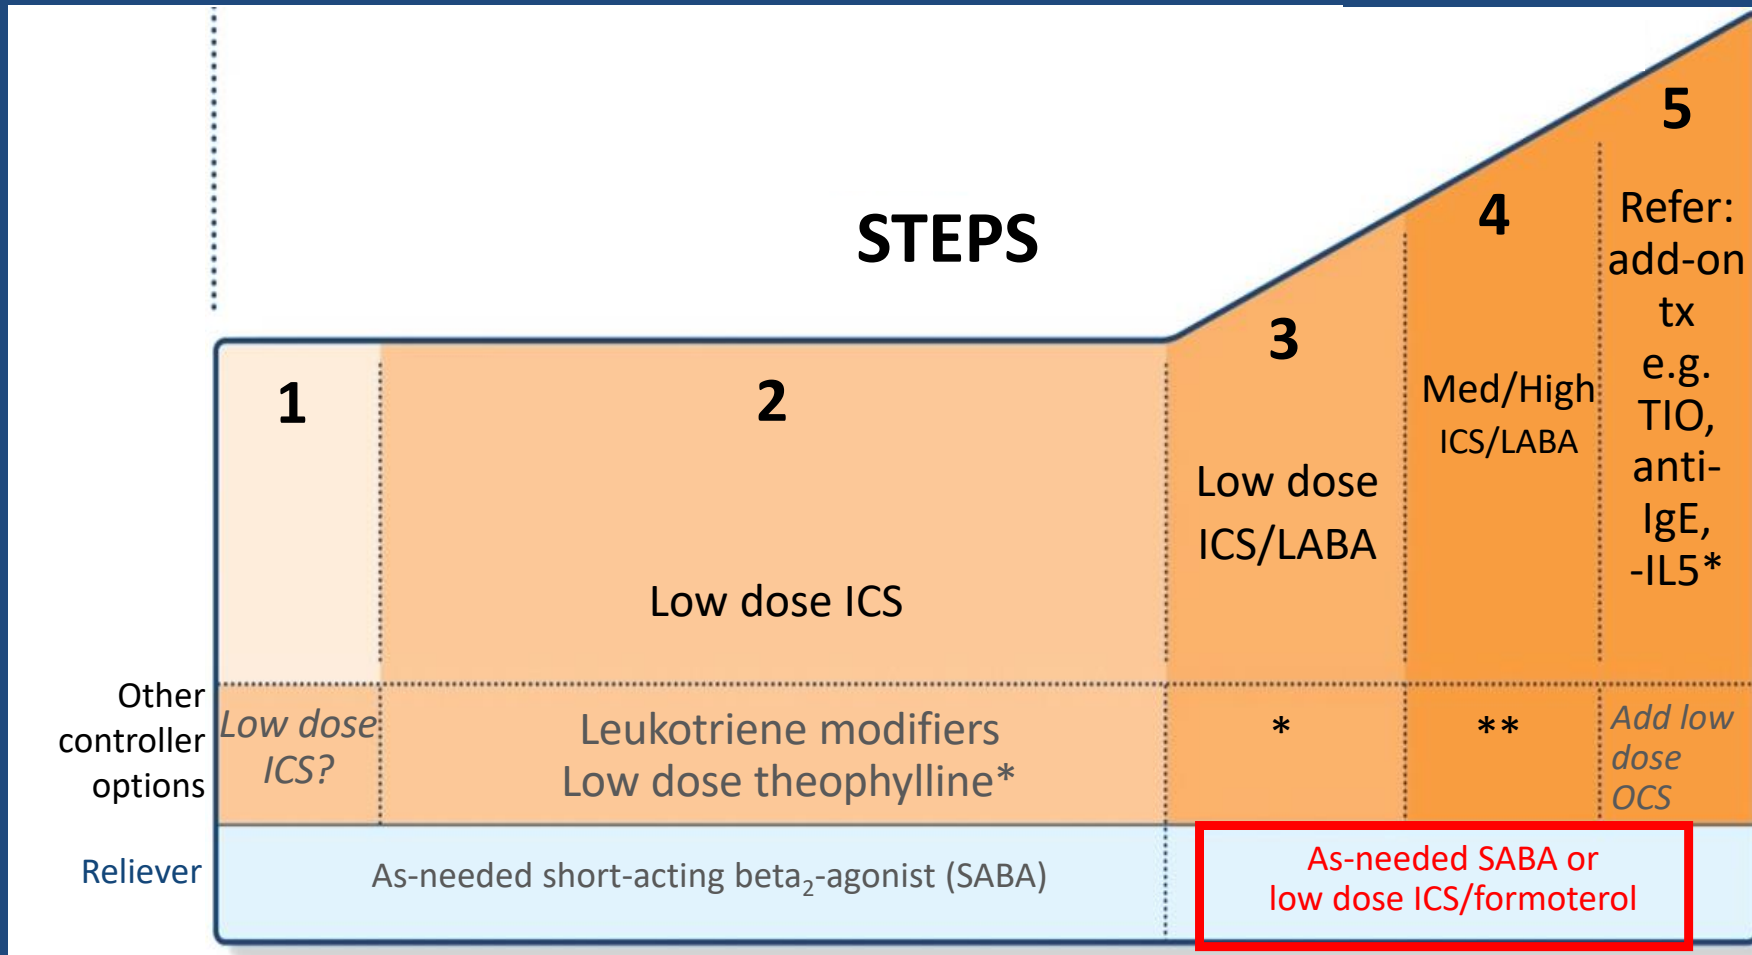 STEPS
1
2
Low dose ICS
3
Low dose
ICS/LABA
4
Med/High
ICS/LABA
5
Refer:
add-on
tx
e.g.
TIO,
anti-
IgE,
-IL5*
Other
controller
options
Low dose
ICS?
Leukotriene modifiers
Low dose theophylline*
*
**
Add low
dose
OCS
Reliever
As-needed short-acting beta₂-agonist (SABA)
As-needed SABA or
low dose ICS/formoterol